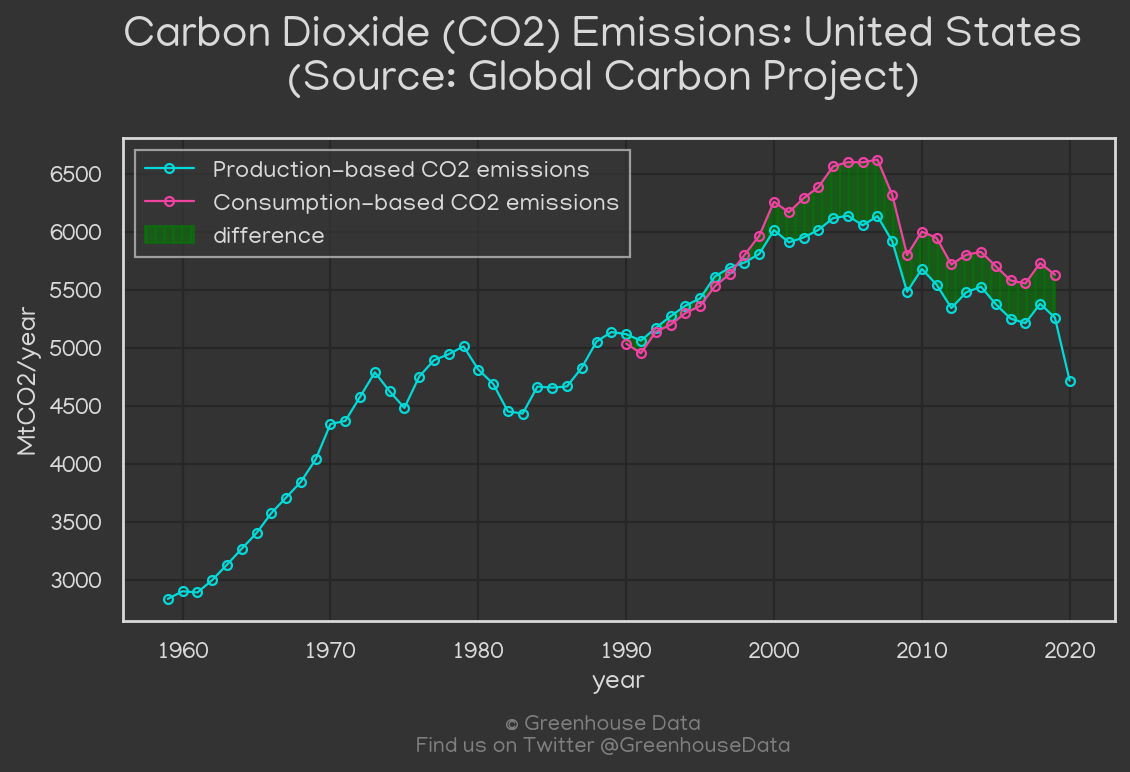 Carbon Dioxide (CO2) Emissions: United States
(Source: Global Carbon Project)
Production-based CO2 emissions
Consumption-based CO2 emissions
difference
MtCO2/year
6500
6000
5500
5000
4500
4000
3500
3000
1960 1970 1980 1990 2000 2010 2020
year
© Greenhouse Data
Find us on Twitter @GreenhouseData